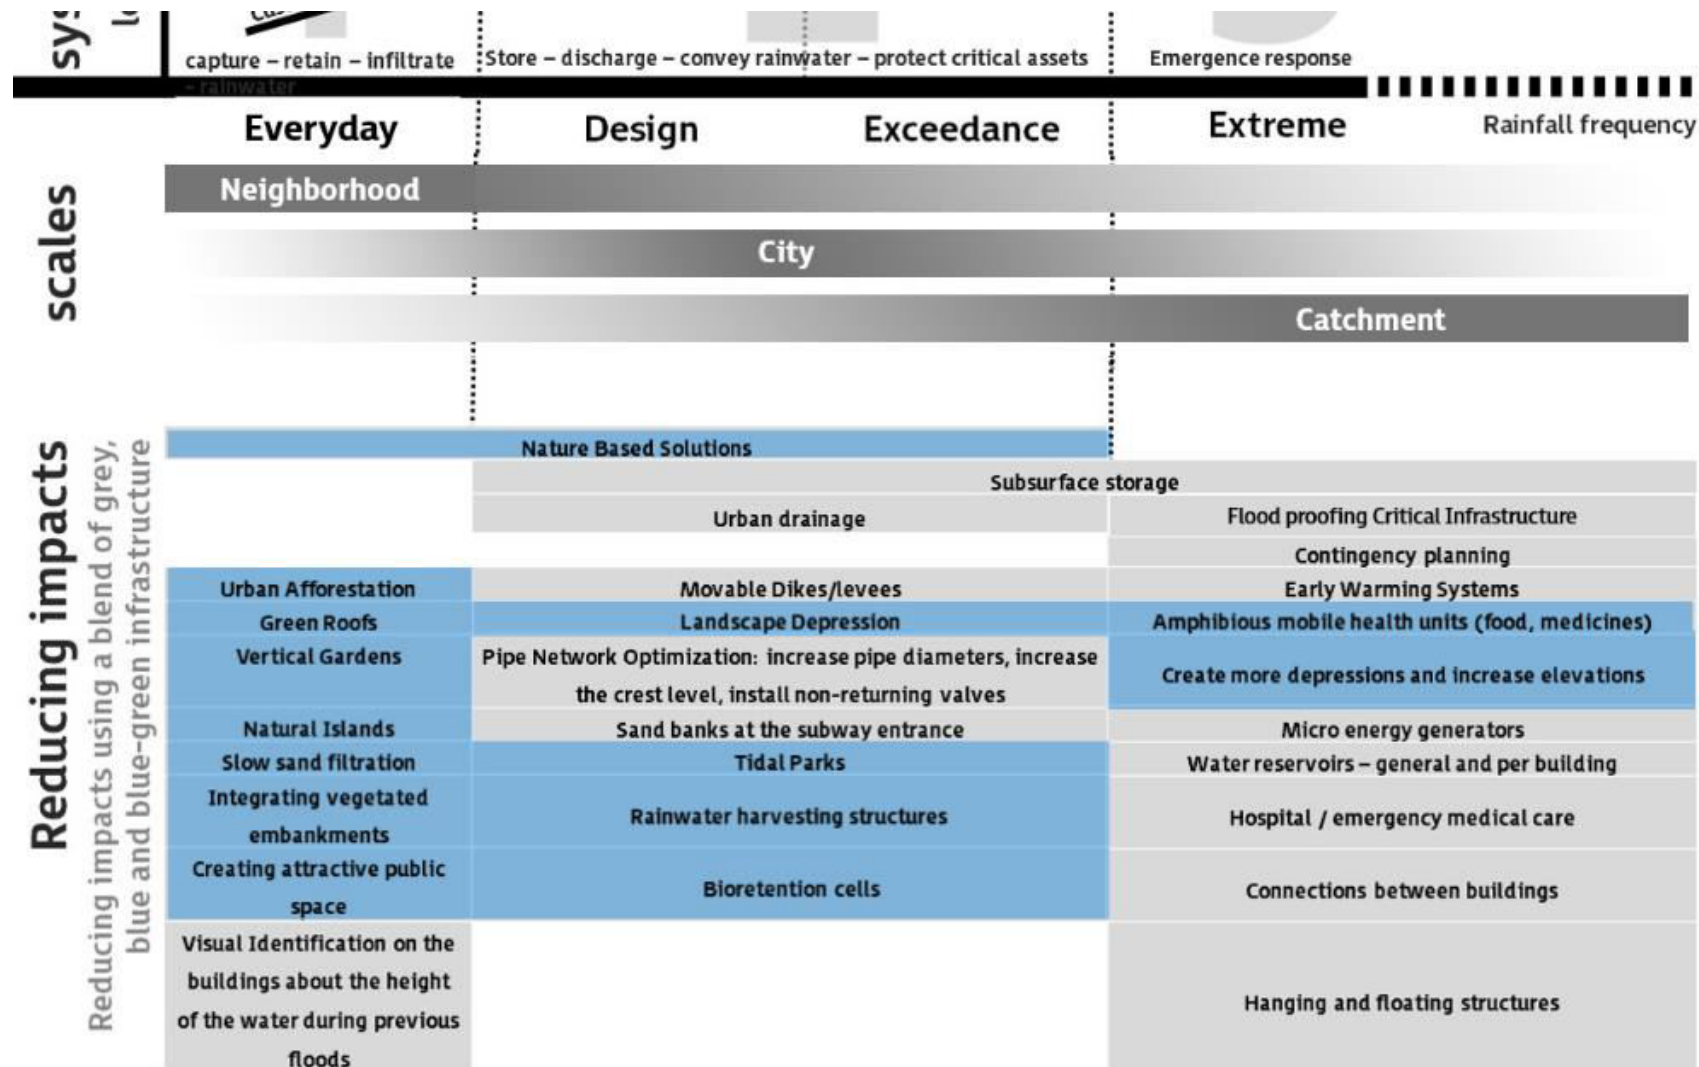 capture – retain – infiltrate
– rainwater
Store – discharge – convey rainwater – protect critical assets
Emergence response
Everyday
Design
Exceedance
Extreme
Rainfall frequency
scales
Neighborhood
City
Catchment
Reducing impacts
Reducing impacts using a blend of grey,
blue and blue-green infrastructure
Nature Based Solutions
Subsurface storage
Urban drainage
Flood proofing Critical Infrastructure
Contingency planning
Urban Afforestation
Movable Dikes/levees
Early Warming Systems
Green Roofs
Landscape Depression
Amphibious mobile health units (food, medicines)
Vertical Gardens
Pipe Network Optimization: increase pipe diameters, increase
the crest level, install non-returning valves
Create more depressions and increase elevations
Natural Islands
Sand banks at the subway entrance
Micro energy generators
Slow sand filtration
Tidal Parks
Water reservoirs – general and per building
Integrating vegetated
embankments
Rainwater harvesting structures
Hospital / emergency medical care
Creating attractive public
space
Bioretention cells
Connections between buildings
Visual Identification on the
buildings about the height
of the water during previous
floods
Hanging and floating structures